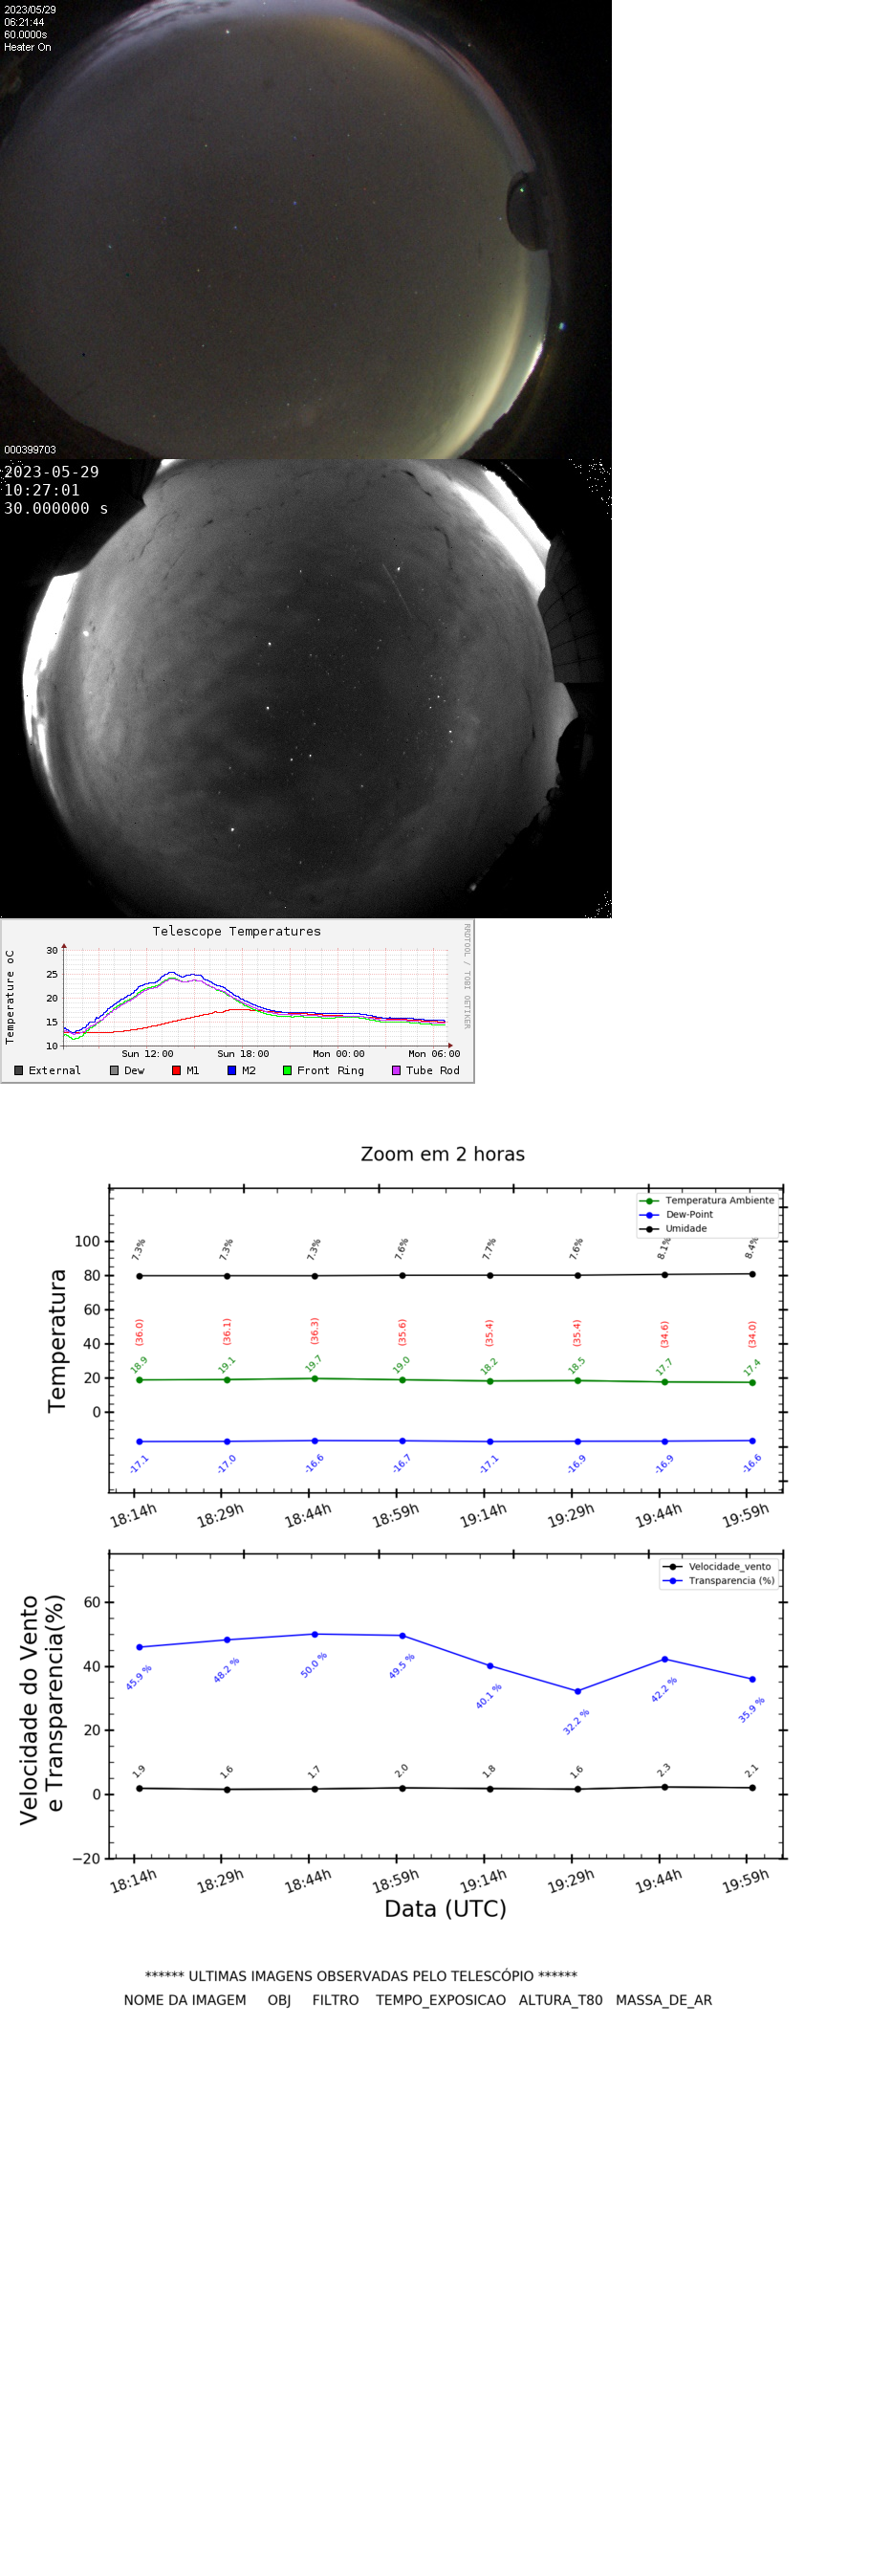 2023/05/29
06:21:44
60.0000s
Heater On
000399703
2023-05-29
10:27:01
30.000000 s
Telescope Temperatures
RRDTOOL / TOBI OETIKER
Temperature oC
30
25
20
15
10
Sun 12:00 Sun 18:00 Mon 00:00 Mon 06:00
External Dew M1 M2 Front Ring Tube Rod
Zoom em 2 horas
Temperatura Ambiente
Dew-Point
Umidade
Temperatura
100
80
60
40
20
0
7.3% 7.3% 7.3% 7.6% 7.7% 7.6% 8.1% 8.4%
(36.0) (36.1) (36.3) (35.6) (35.4) (35.4) (34.6) (34.0)
18.9 19.1 19.7 19.0 18.2 18.5 17.7 17.4
-17.1 -17.0 -16.6 -16.7 -17.1 -16.9 -16.9 -16.6
18:14h 18:29h 18:44h 18:59h 19:14h 19:29h 19:44h 19:59h
Velocidade_vento
Transparencia (%)
Velocidade do Vento
e Transparencia(%)
60
40
20
0
−20
45.9 % 48.2 % 50.0 % 49.5 % 40.1 % 32.2 % 42.2 % 35.9 %
1.9 1.6 1.7 2.0 1.8 1.6 2.3 2.1
18:14h 18:29h 18:44h 18:59h 19:14h 19:29h 19:44h 19:59h
Data (UTC)
****** ULTIMAS IMAGENS OBSERVADAS PELO TELESCÓPIO ******
NOME DA IMAGEM OBJ FILTRO TEMPO_EXPOSICAO ALTURA_T80 MASSA_DE_AR